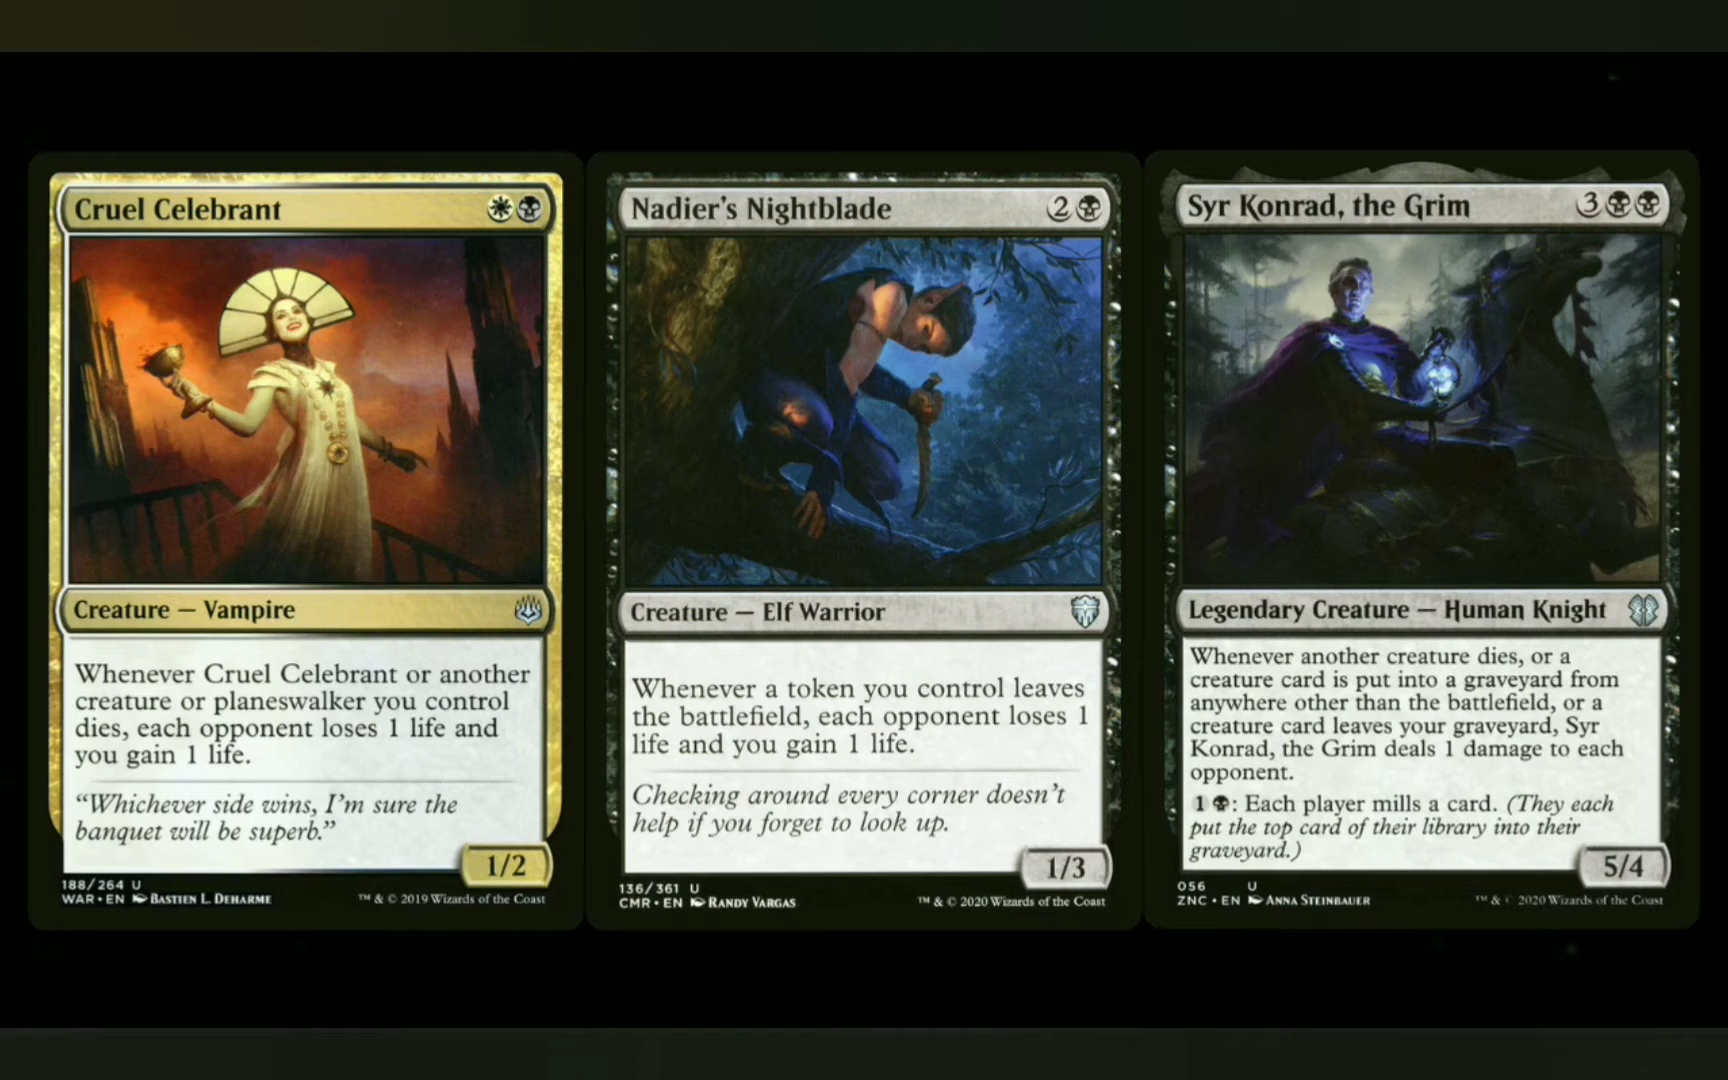 Cruel Celebrant
Creature — Vampire
Whenever Cruel Celebrant or another
creature or planeswalker you control
dies, each opponent loses 1 life and
you gain 1 life.
“Whichever side wins, I’m sure the
banquet will be superb.”
1/2
188/264 U
WAR • EN BASTIEN L. DEHARME
™ & © 2019 Wizards of the Coast
Nadier’s Nightblade 2
Creature — Elf Warrior
Whenever a token you control leaves
the battlefield, each opponent loses 1
life and you gain 1 life.
Checking around every corner doesn’t
help if you forget to look up.
1/3
136/361 U
CMR • EN RANDY VARGAS
™ & © 2020 Wizards of the Coast
Syr Konrad, the Grim 3
Legendary Creature — Human Knight
Whenever another creature dies, or a
creature card is put into a graveyard from
anywhere other than the battlefield, or a
creature card leaves your graveyard, Syr
Konrad, the Grim deals 1 damage to each
opponent.
1 : Each player mills a card. (They each
put the top card of their library into their
graveyard.)
5/4
056 U
ZNC • EN ANNA STEINBAUER
™ & © 2020 Wizards of the Coast